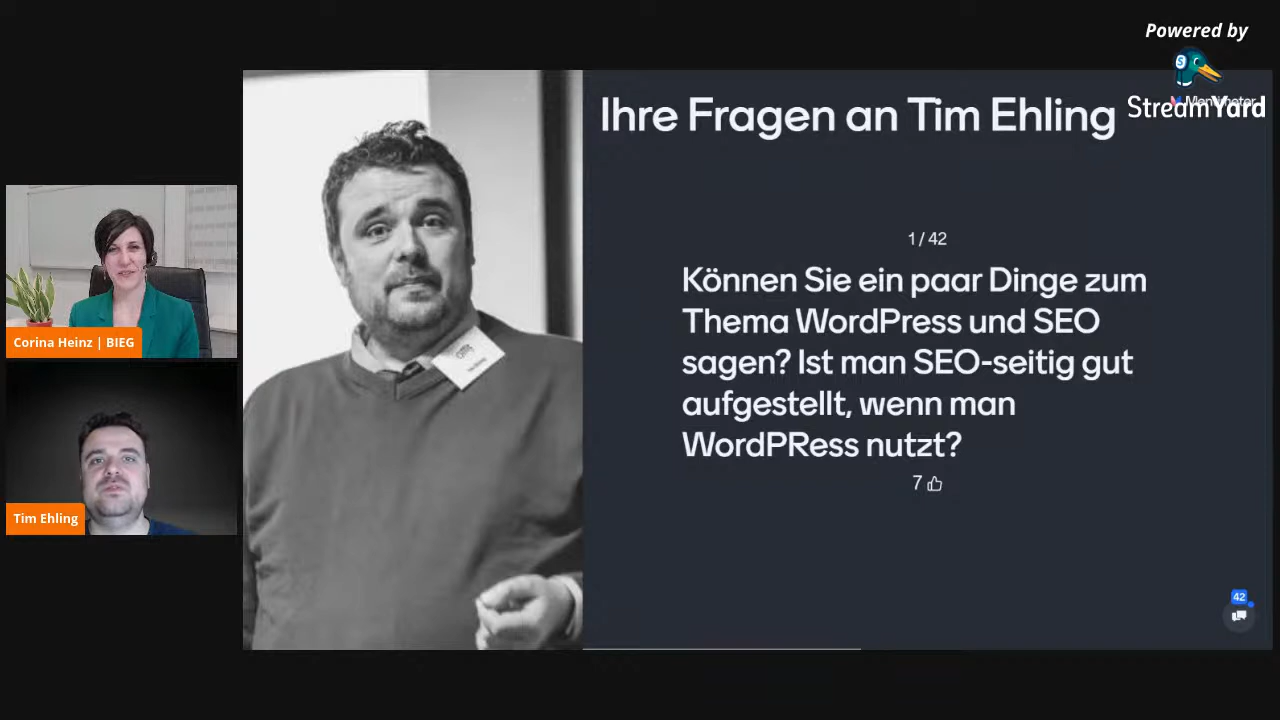 Powered by
StreamYard
Ihre Fragen an Tim Ehling
1 / 42
Können Sie ein paar Dinge zum
Thema WordPress und SEO
sagen? Ist man SEO-seitig gut
aufgestellt, wenn man
WordPRess nutzt?
7
42
Corina Heinz | BIEG
Tim Ehling